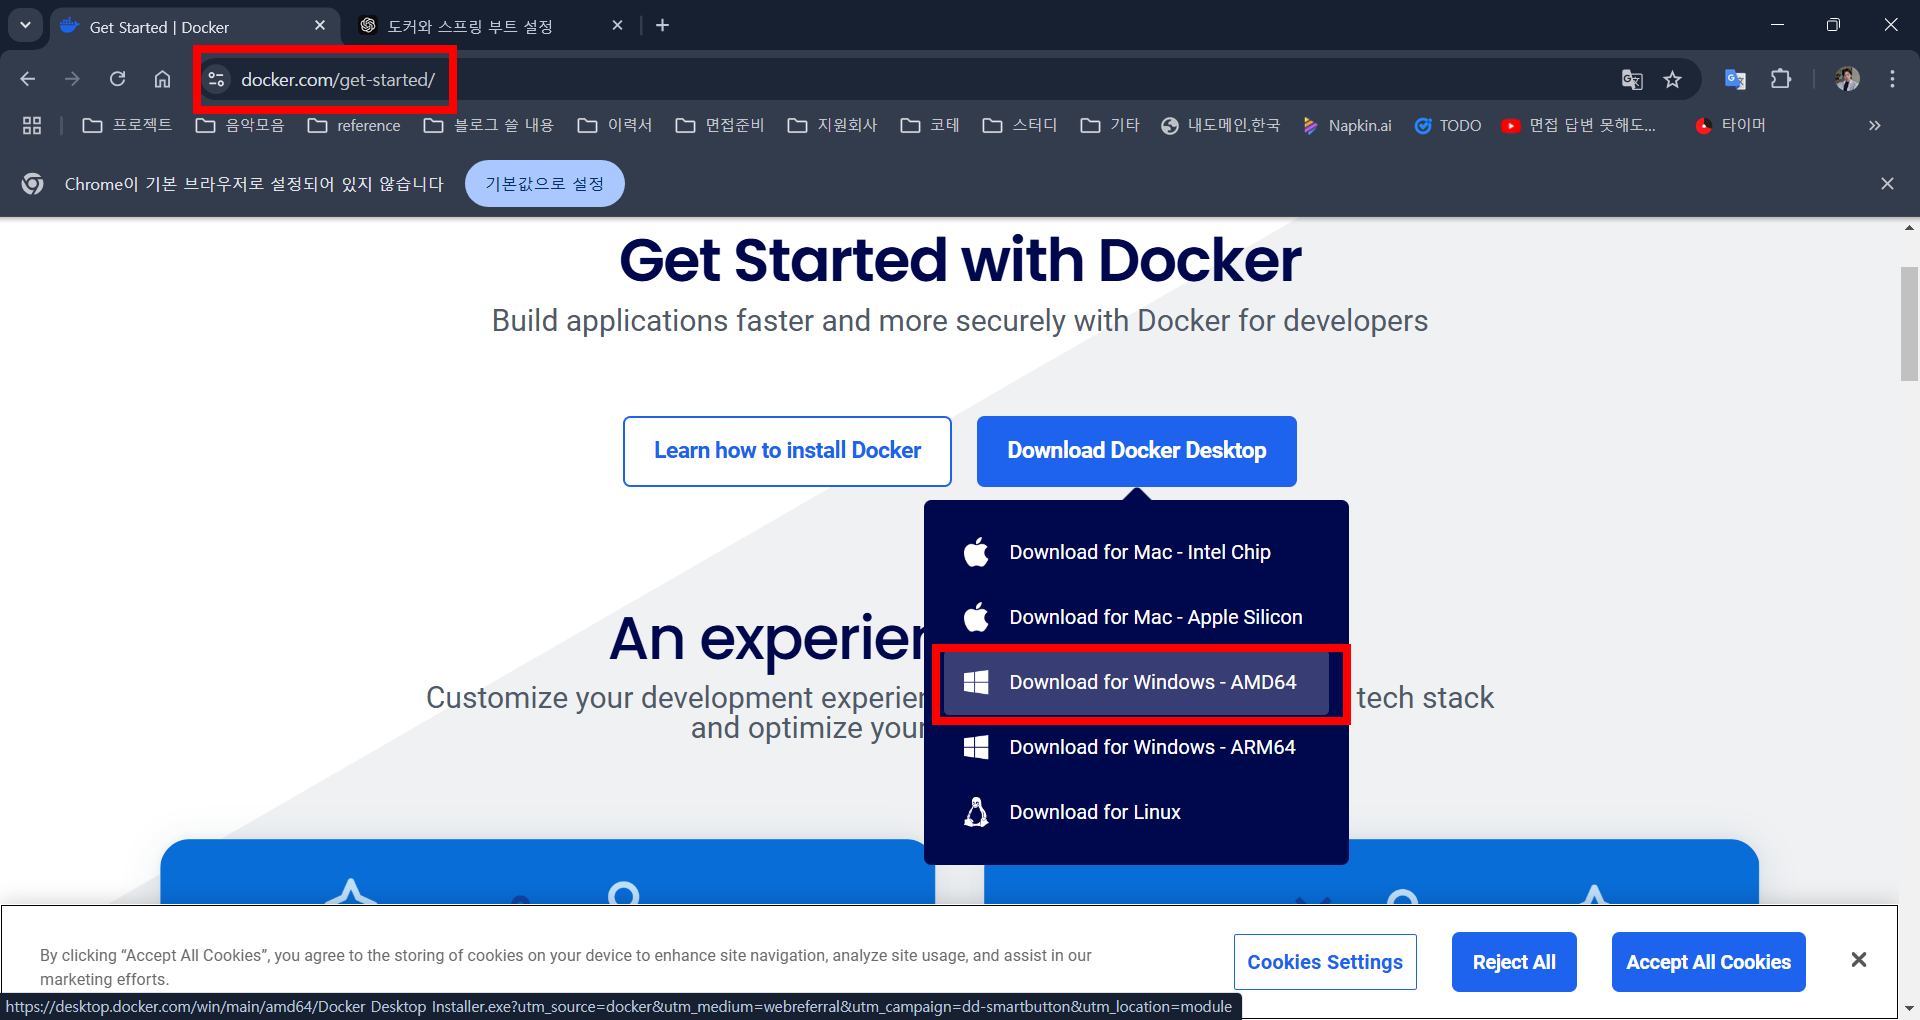 Get Started | Docker
도커와 스프링 부트 설정
docker.com/get-started/
프로젝트
음악모음
reference
블로그 쓸 내용
이력서
면접준비
지원회사
코테
스터디
기타
내도메인.한국
Napkin.ai
TODO
면접 답변 못해도...
타이머
Chrome이 기본 브라우저로 설정되어 있지 않습니다
기본값으로 설정
Get Started with Docker
Build applications faster and more securely with Docker for developers
Learn how to install Docker
Download Docker Desktop
Download for Mac - Intel Chip
Download for Mac - Apple Silicon
Download for Windows - AMD64
Download for Windows - ARM64
Download for Linux
An experien
Customize your development experien tech stack
and optimize your
By clicking “Accept All Cookies”, you agree to the storing of cookies on your device to enhance site navigation, analyze site usage, and assist in our
marketing efforts.
Cookies Settings
Reject All
Accept All Cookies
https://desktop.docker.com/win/main/amd64/Docker Desktop Installer.exe?utm_source=docker&utm_medium=webreferral&utm_campaign=dd-smartbutton&utm_location=module